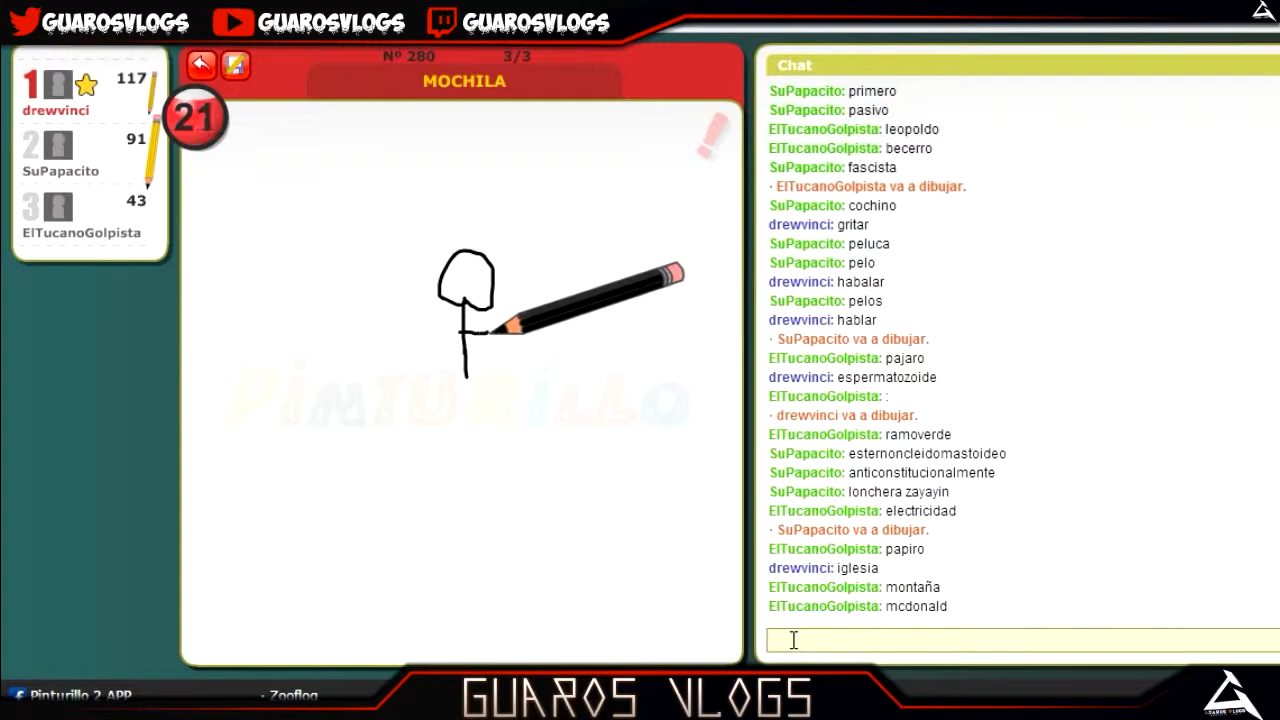 GUAROSVLOGS GUAROSVLOGS GUAROSVLOGS
1 117
drewvinci
2 91
SuPapacito
3 43
ElTucanoGolpista
21
Nº 280 3/3
MOCHILA
PINTURILLO
Chat
SuPapacito: primero
SuPapacito: pasivo
ElTucanoGolpista: leopoldo
ElTucanoGolpista: becerro
SuPapacito: fascista
· ElTucanoGolpista va a dibujar.
SuPapacito: cochino
drewvinci: gritar
SuPapacito: peluca
SuPapacito: pelo
drewvinci: habalar
SuPapacito: pelos
drewvinci: hablar
· SuPapacito va a dibujar.
ElTucanoGolpista: pajaro
drewvinci: espermatozoide
ElTucanoGolpista: :
· drewvinci va a dibujar.
ElTucanoGolpista: ramoverde
SuPapacito: esternoncleidomastoideo
SuPapacito: anticonstitucionalmente
SuPapacito: lonchera zayayin
ElTucanoGolpista: electricidad
· SuPapacito va a dibujar.
ElTucanoGolpista: papiro
drewvinci: iglesia
ElTucanoGolpista: montaña
ElTucanoGolpista: mcdonald
Pinturillo 2 APP · Zooflog
GUAROS VLOGS
GUAROS VLOGS